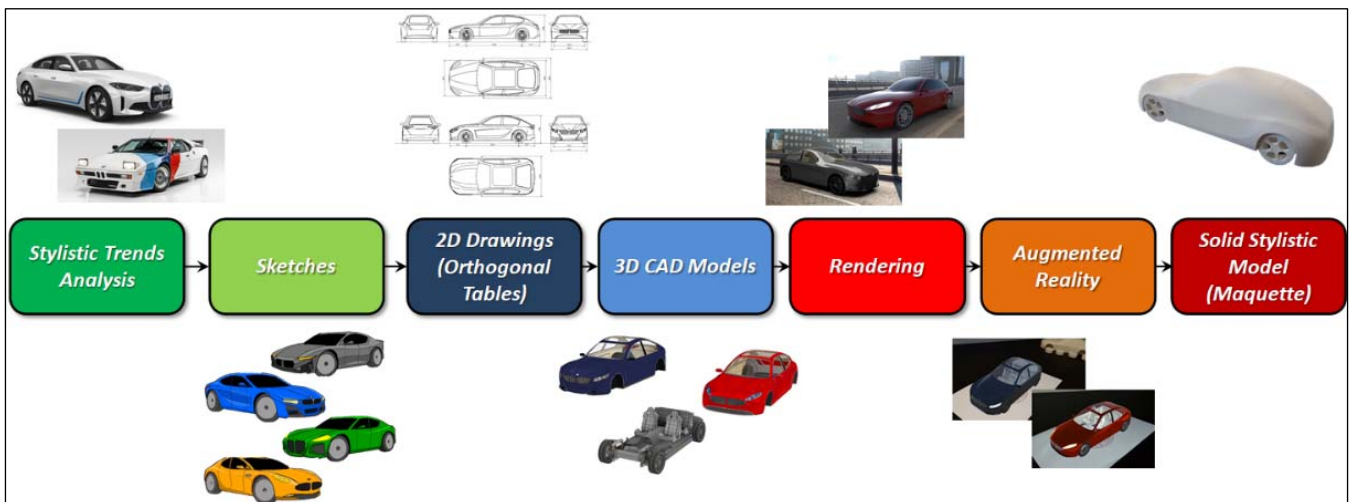 Stylistic Trends
Analysis
Sketches
2D Drawings
(Orthogonal
Tables)
3D CAD Models
Rendering
Augmented
Reality
Solid Stylistic
Model
(Maquette)